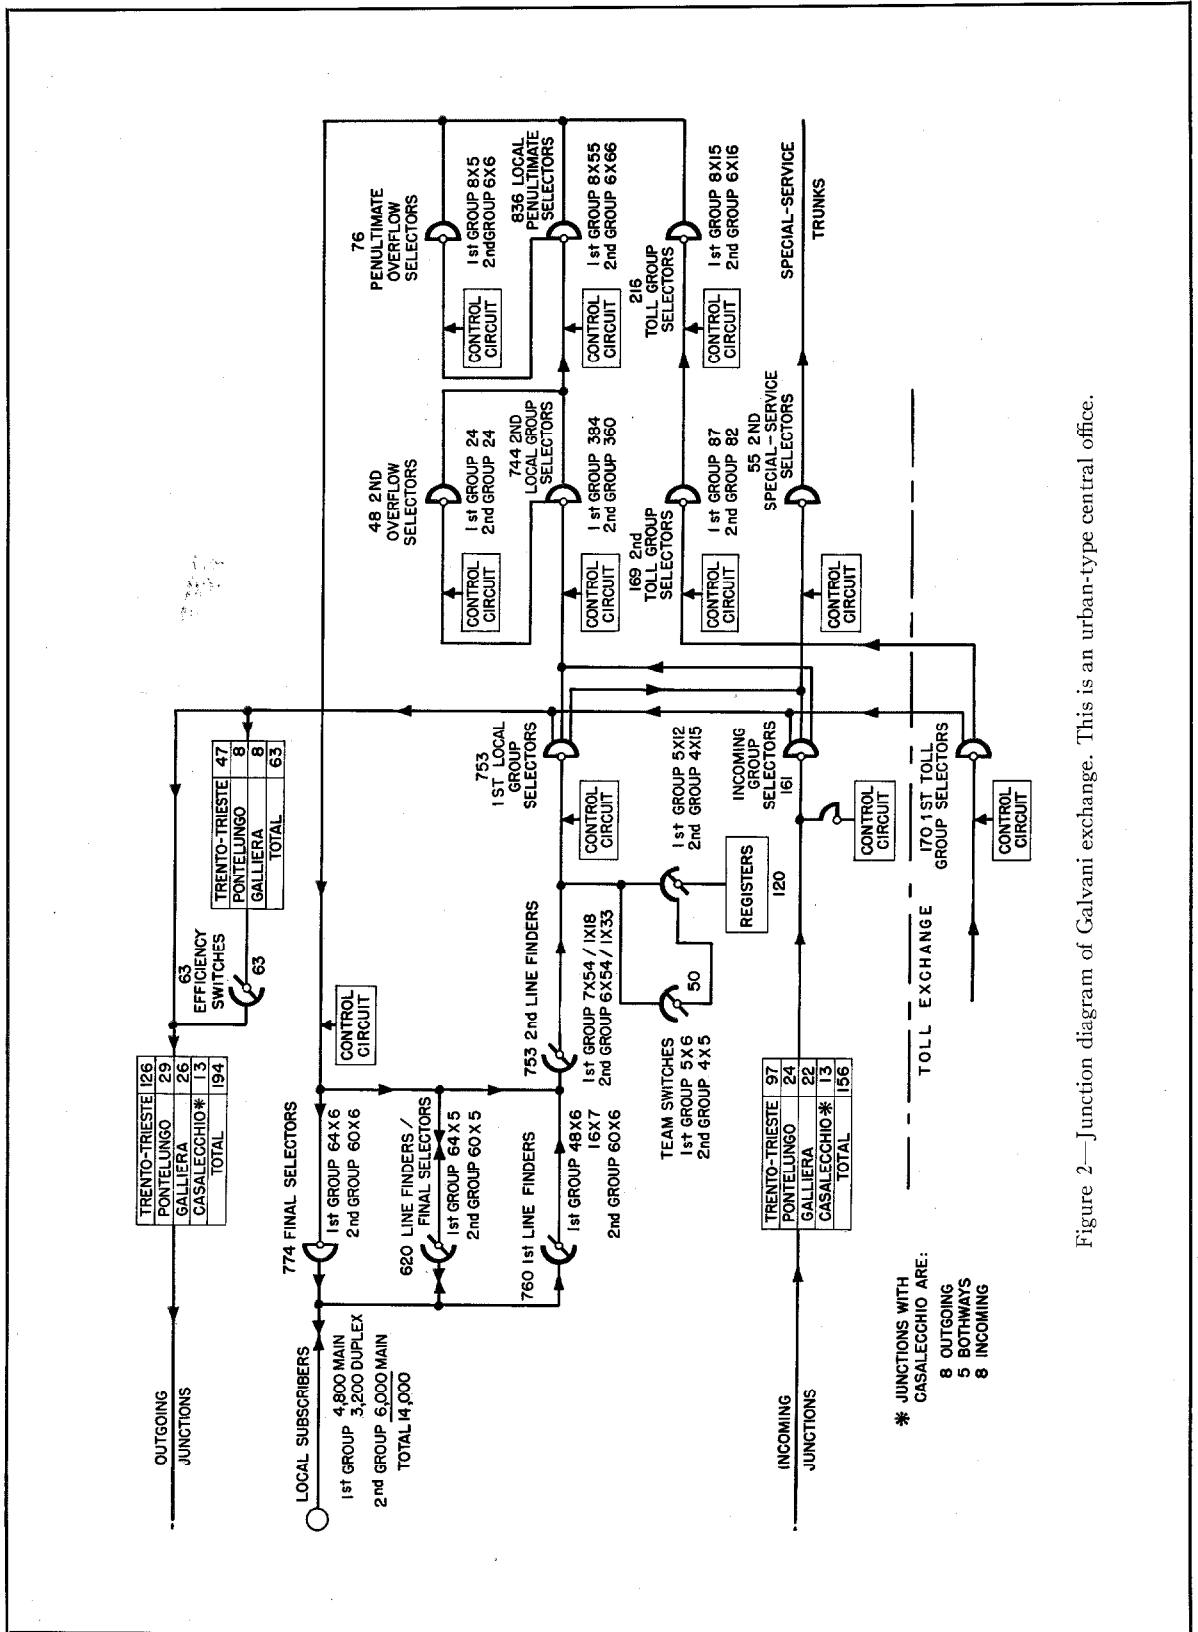 OUTGOING
JUNCTIONS
TRENTO-TRIESTE 126
PONTELUNGO 29
GALLIERA 26
CASALECCHIO* 13
TOTAL 194
63
EFFICIENCY
SWITCHES
63
TRENTO-TRIESTE 47
PONTELUNGO 8
GALLIERA 8
TOTAL 63
LOCAL SUBSCRIBERS
1st GROUP 4,800 MAIN
3,200 DUPLEX
2nd GROUP 6,000 MAIN
TOTAL 14,000
774 FINAL SELECTORS
1st GROUP 64X6
2nd GROUP 60X6
CONTROL
CIRCUIT
620 LINE FINDERS /
FINAL SELECTORS
1st GROUP 64X5
2nd GROUP 60X5
760 1st LINE FINDERS
1st GROUP 48X6
16X7
2nd GROUP 60X6
753 2nd LINE FINDERS
1st GROUP 7X54 / 1X18
2nd GROUP 6X54 / 1X33
TEAM SWITCHES
1st GROUP 5X6
2nd GROUP 4X5
50
1st GROUP 5X12
2nd GROUP 4X15
REGISTERS
120
753
1ST LOCAL
GROUP
SELECTORS
CONTROL
CIRCUIT
48 2ND
OVERFLOW
SELECTORS
1st GROUP 24
2nd GROUP 24
CONTROL
CIRCUIT
744 2ND
LOCAL GROUP
SELECTORS
1st GROUP 384
2nd GROUP 360
CONTROL
CIRCUIT
76
PENULTIMATE
OVERFLOW
SELECTORS
1st GROUP 8X5
2nd GROUP 6X6
CONTROL
CIRCUIT
836 LOCAL
PENULTIMATE
SELECTORS
1st GROUP 8X55
2nd GROUP 6X66
CONTROL
CIRCUIT
169 2nd
TOLL GROUP
SELECTORS
1st GROUP 87
2nd GROUP 82
CONTROL
CIRCUIT
216
TOLL GROUP
SELECTORS
1st GROUP 8X15
2nd GROUP 6X16
CONTROL
CIRCUIT
55 2ND
SPECIAL-SERVICE
SELECTORS
CONTROL
CIRCUIT
SPECIAL-SERVICE
TRUNKS
INCOMING
JUNCTIONS
TRENTO-TRIESTE 97
PONTELUNGO 24
GALLIERA 22
CASALECCHIO* 13
TOTAL 156
INCOMING
GROUP
SELECTORS
161
CONTROL
CIRCUIT
TOLL EXCHANGE
170 1ST TOLL
GROUP SELECTORS
CONTROL
CIRCUIT
* JUNCTIONS WITH
CASALECCHIO ARE:
8 OUTGOING
5 BOTHWAYS
8 INCOMING
Figure 2—Junction diagram of Galvani exchange. This is an urban-type central office.